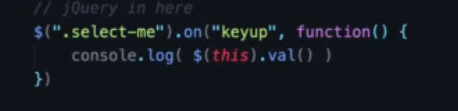 // jQuery in here
$(".select-me").on("keyup", function() {
console.log( $(this).val() )
})